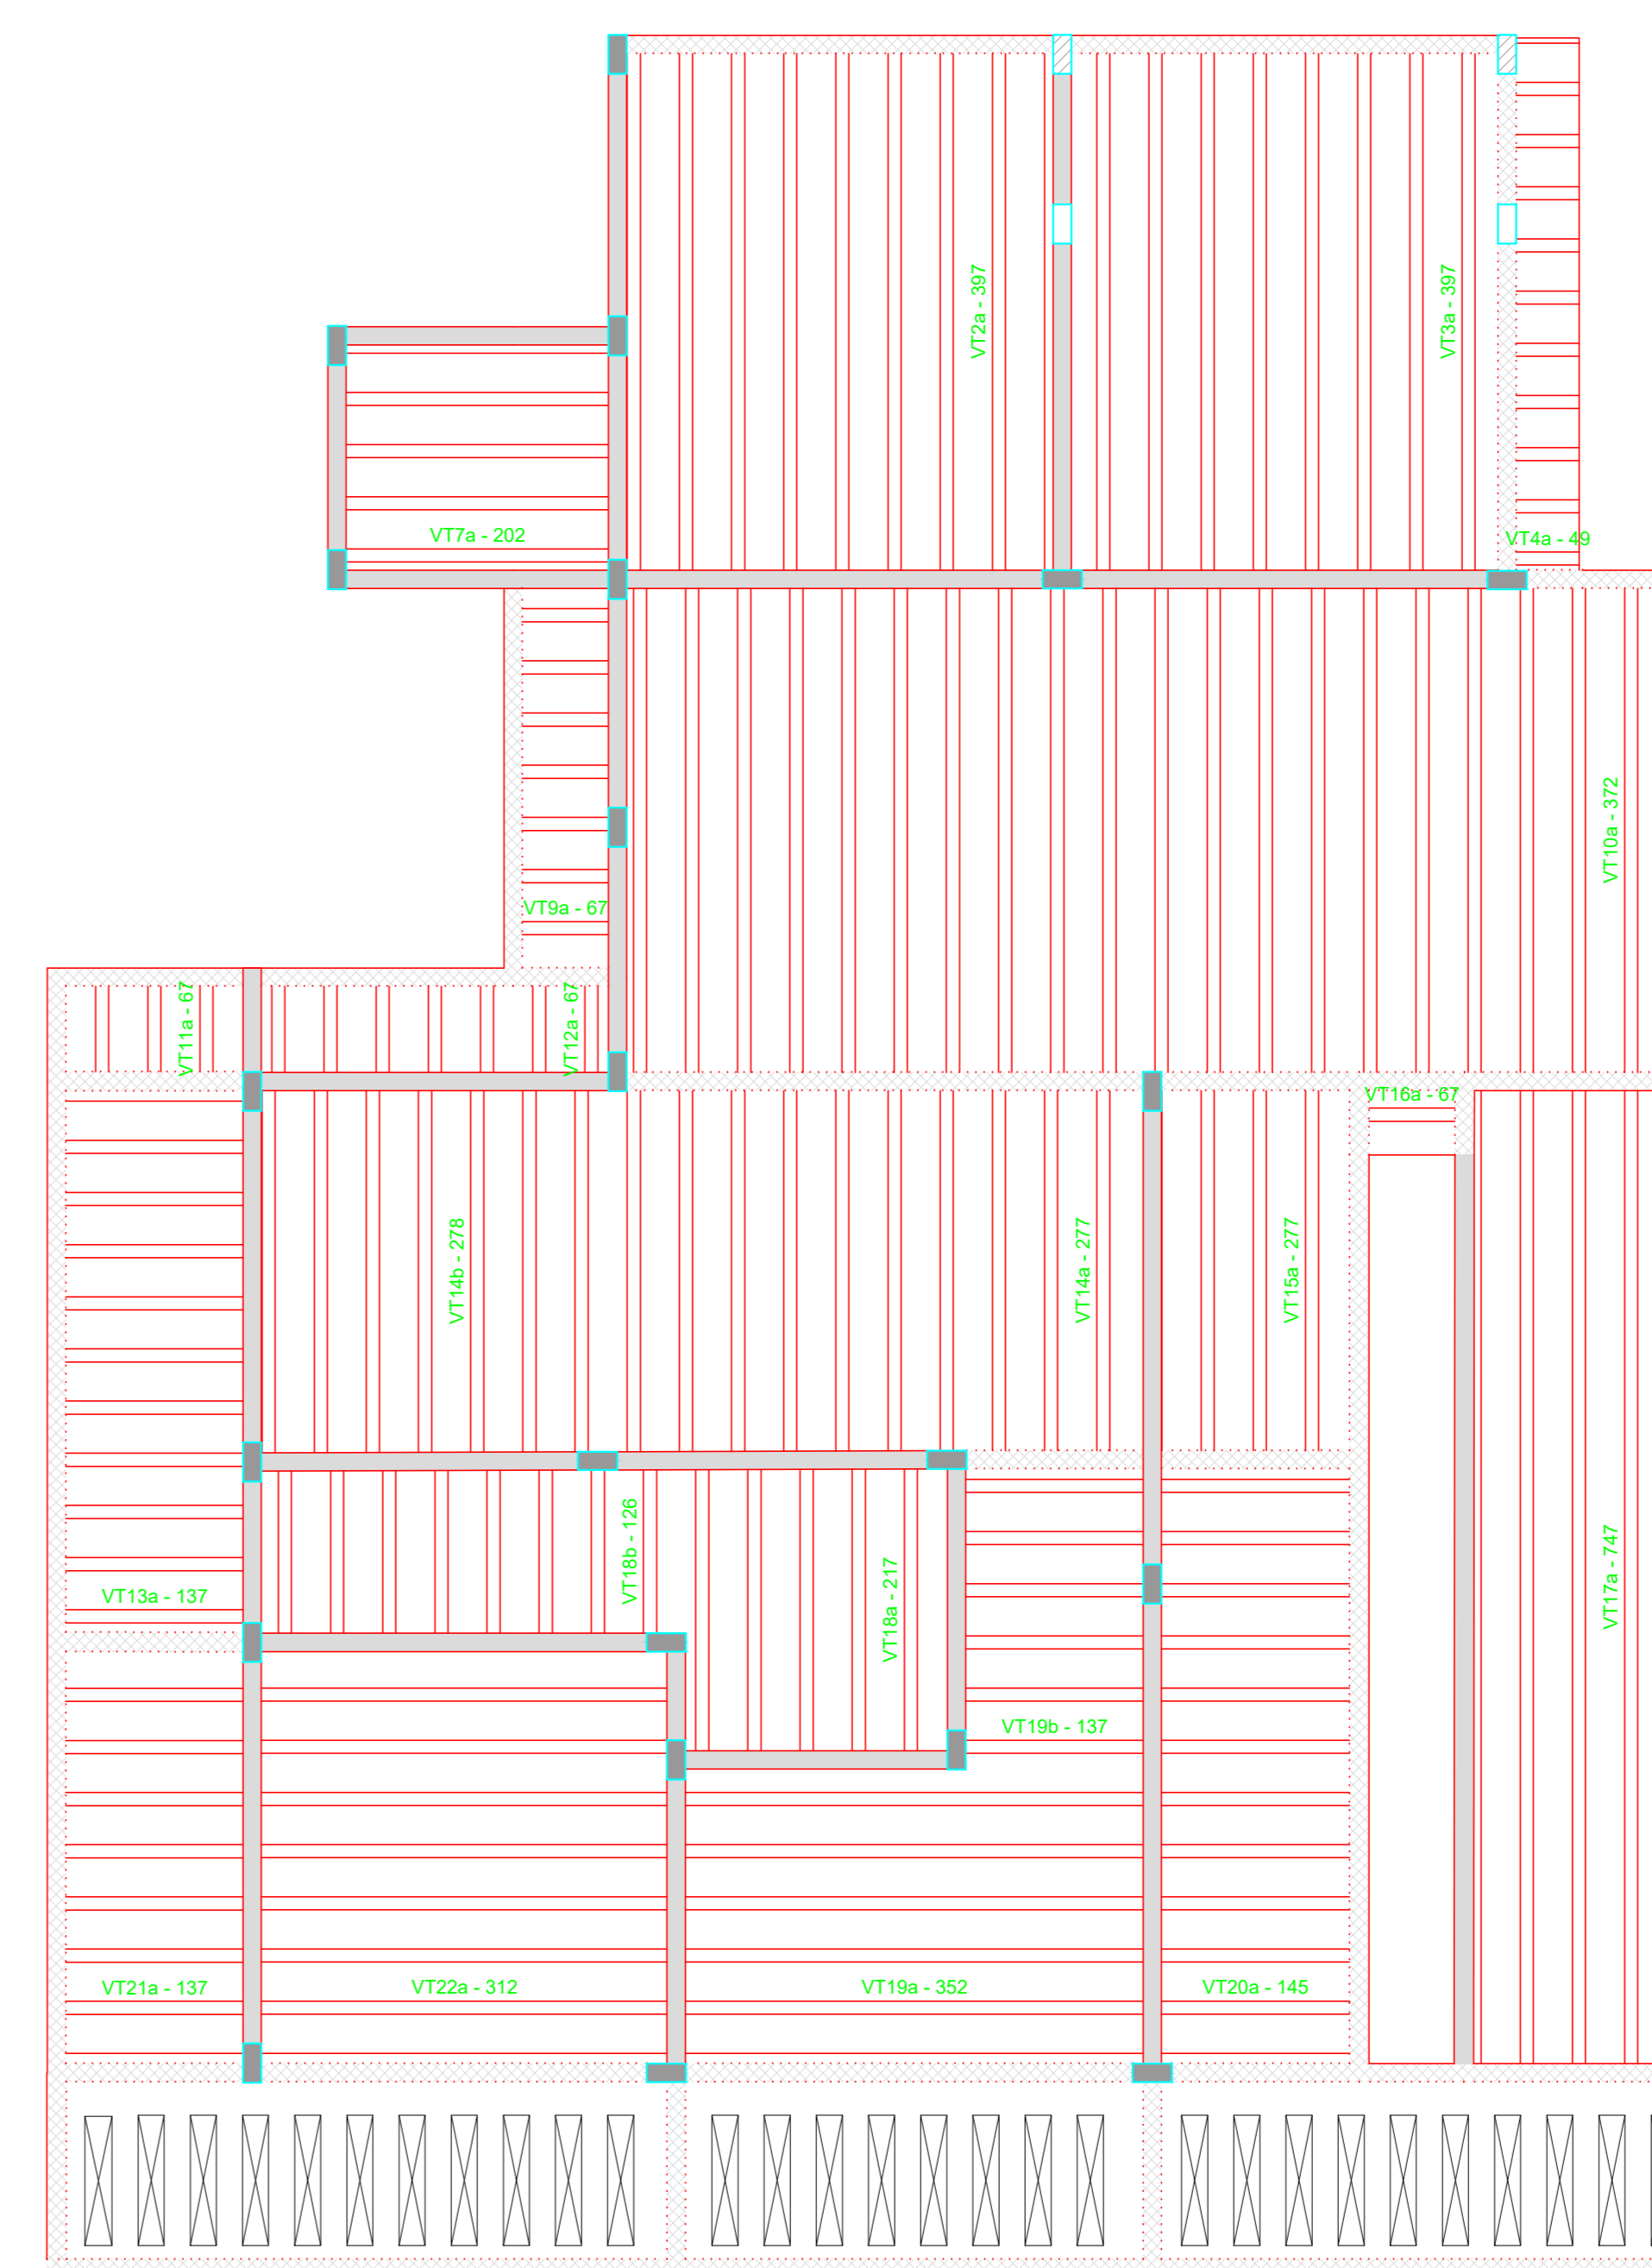 VT2a - 397
VT3a - 397
VT7a - 202
VT4a - 49
VT10a - 372
VT9a - 67
VT11a - 67
VT12a - 67
VT16a - 67
VT14b - 278
VT14a - 277
VT15a - 277
VT18b - 126
VT13a - 137
VT18a - 217
VT17a - 747
VT19b - 137
VT21a - 137
VT22a - 312
VT19a - 352
VT20a - 145